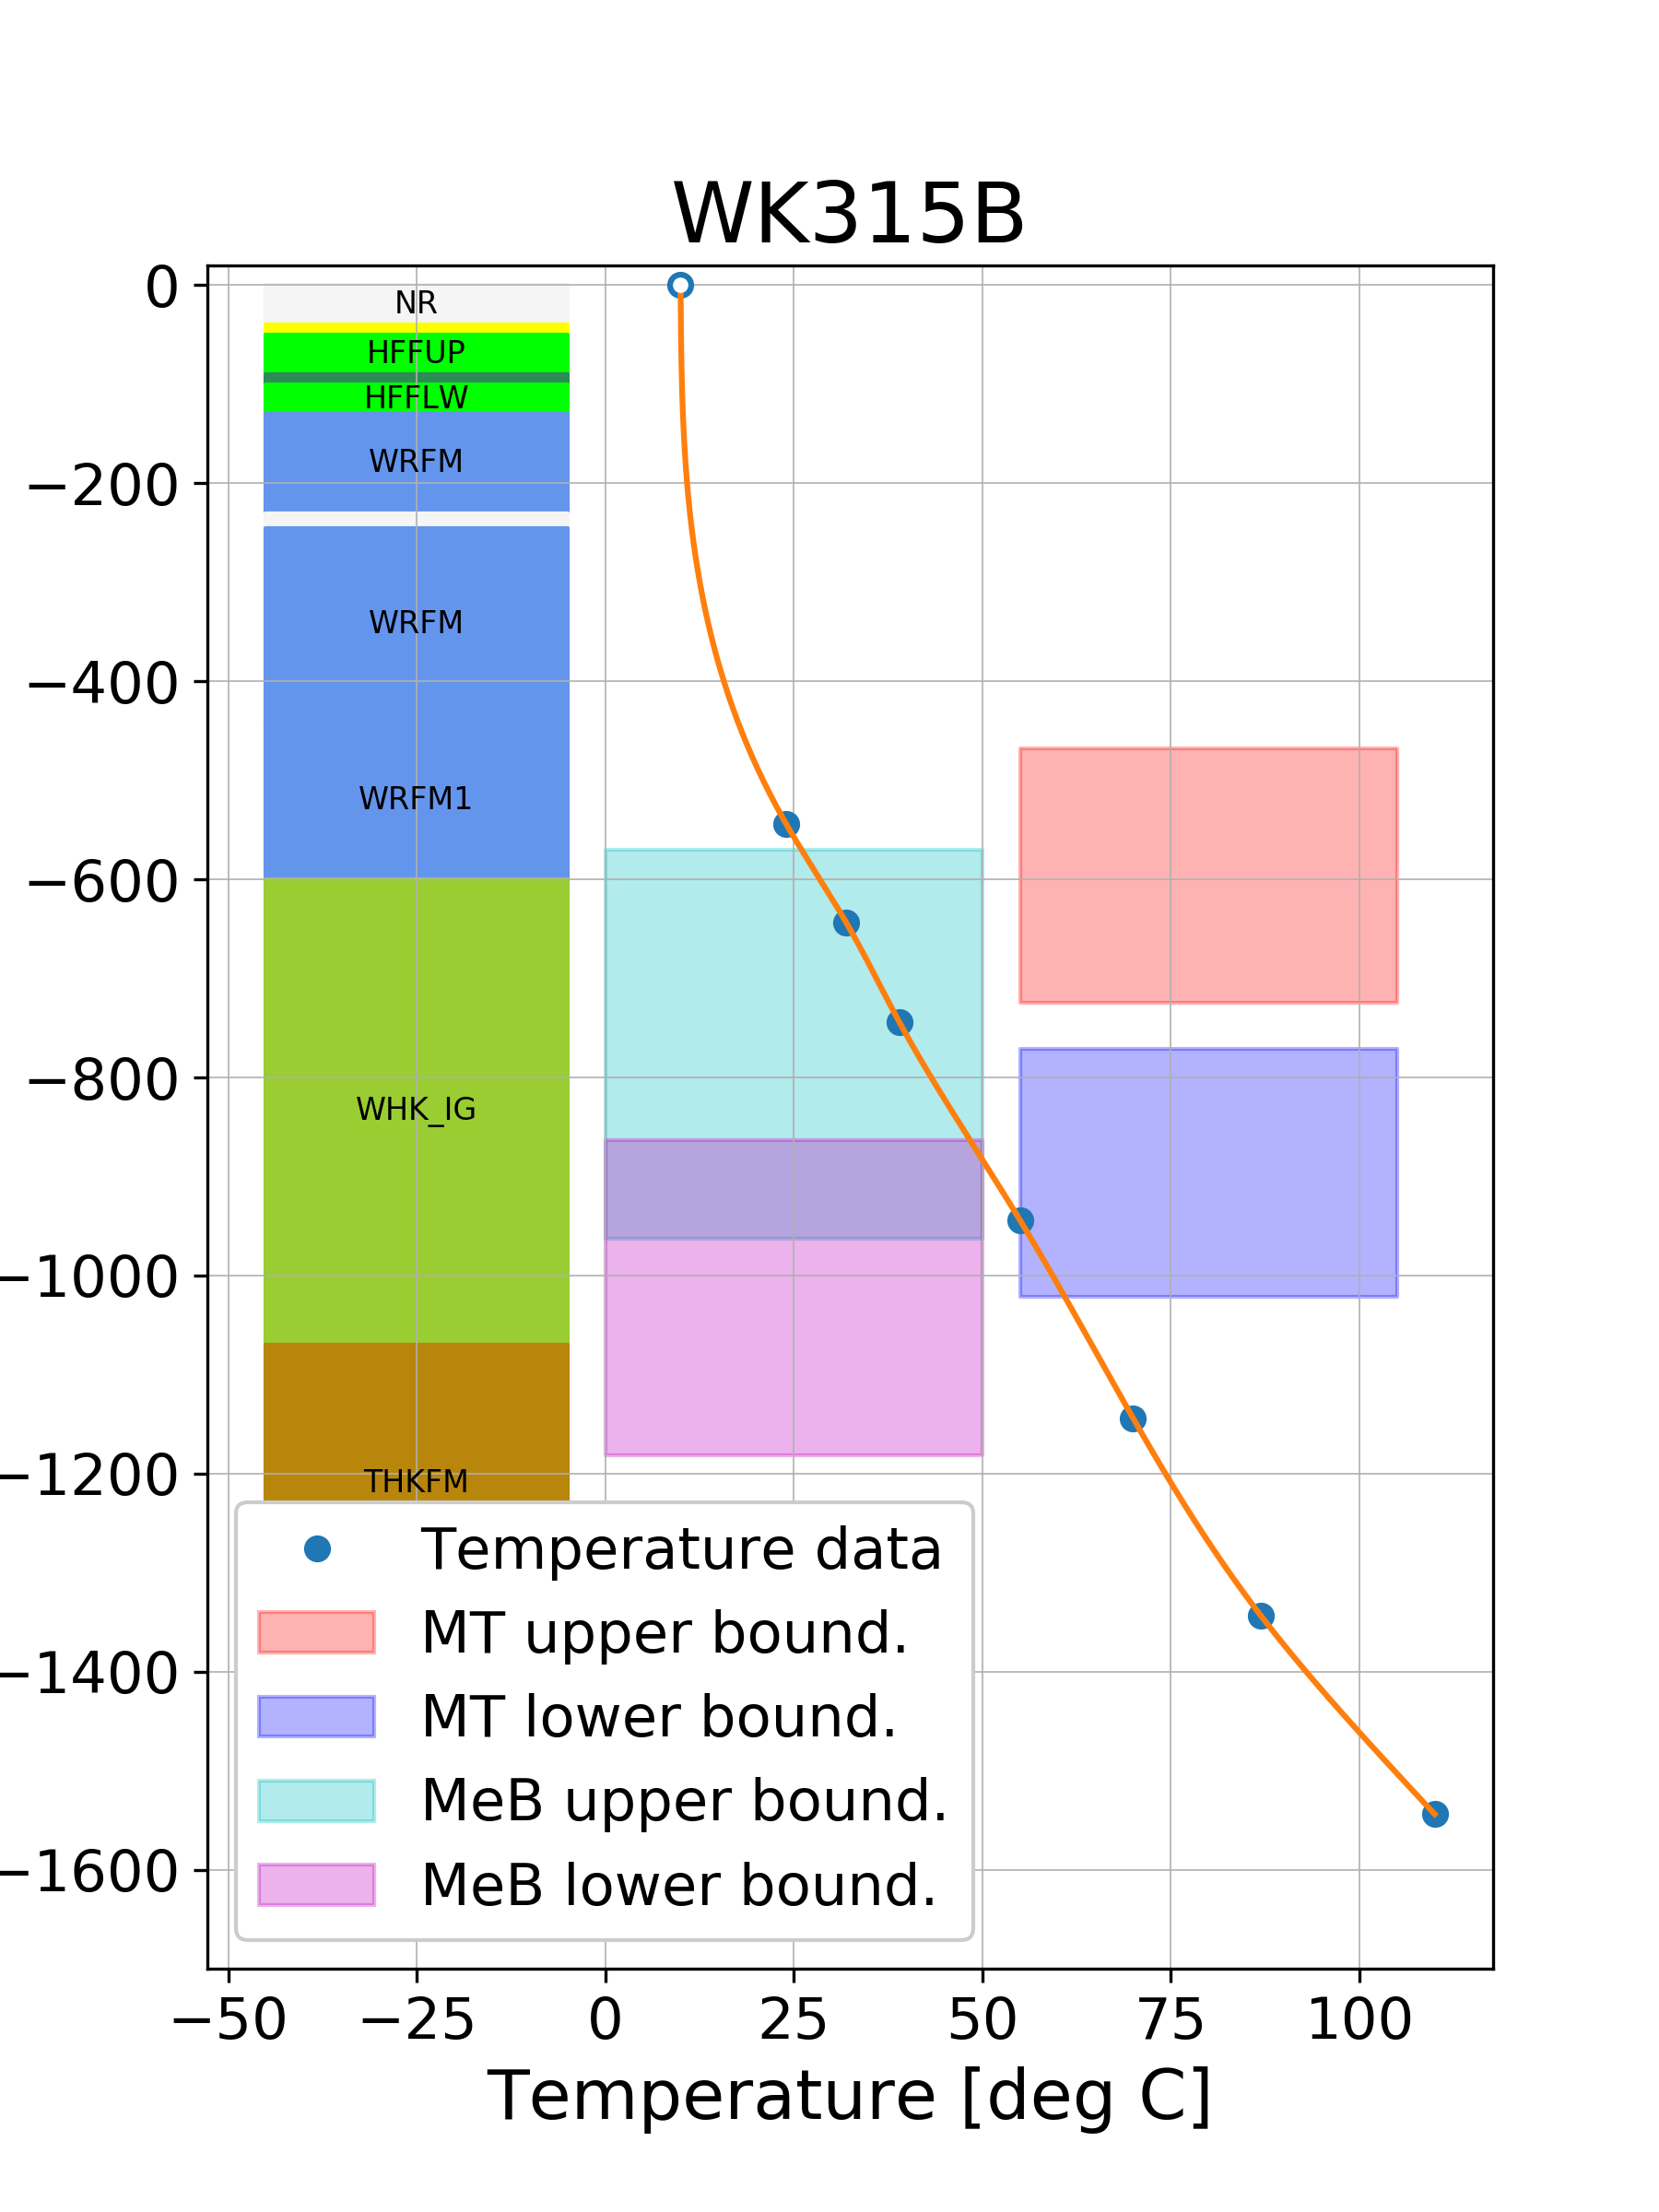 WK315B
0
−200
−400
−600
−800
−1000
−1200
−1400
−1600
NR
HFFUP
HFFLW
WRFM
WRFM
WRFM1
WHK_IG
THKFM
Temperature data
MT upper bound.
MT lower bound.
MeB upper bound.
MeB lower bound.
−50 −25 0 25 50 75 100
Temperature [deg C]